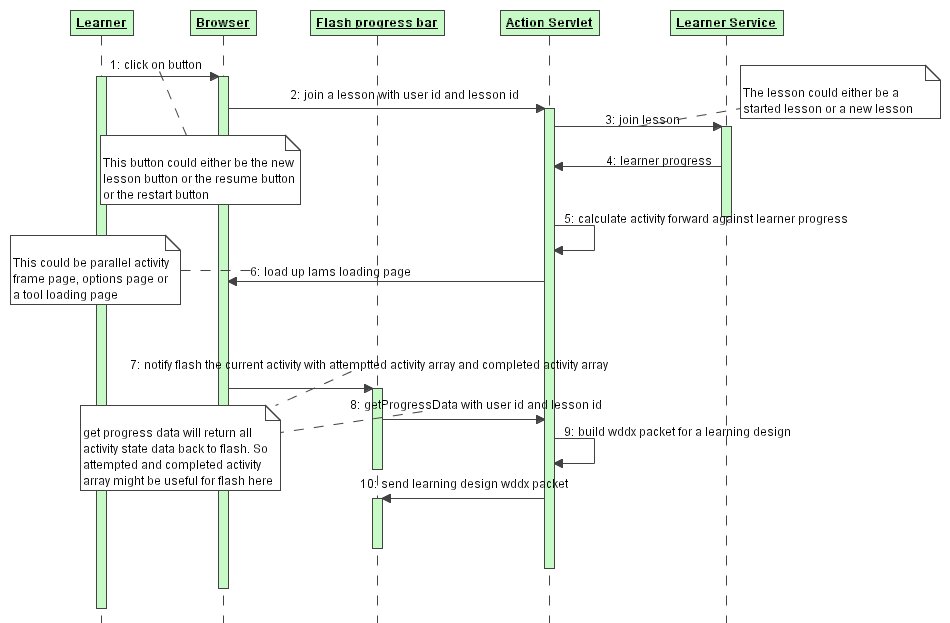 Learner
Browser
Flash progress bar
Action Servlet
Learner Service
1: click on button
2: join a lesson with user id and lesson id
The lesson could either be a
started lesson or a new lesson
3: join lesson
This button could either be the new
lesson button or the resume button
or the restart button
4: learner progress
5: calculate activity forward against learner progress
This could be parallel activity
frame page, options page or
a tool loading page
6: load up lams loading page
7: notify flash the current activity with attemptted activity array and completed activity array
8: getProgressData with user id and lesson id
get progress data will return all
activity state data back to flash. So
attempted and completed activity
array might be useful for flash here
9: build wddx packet for a learning design
10: send learning design wddx packet